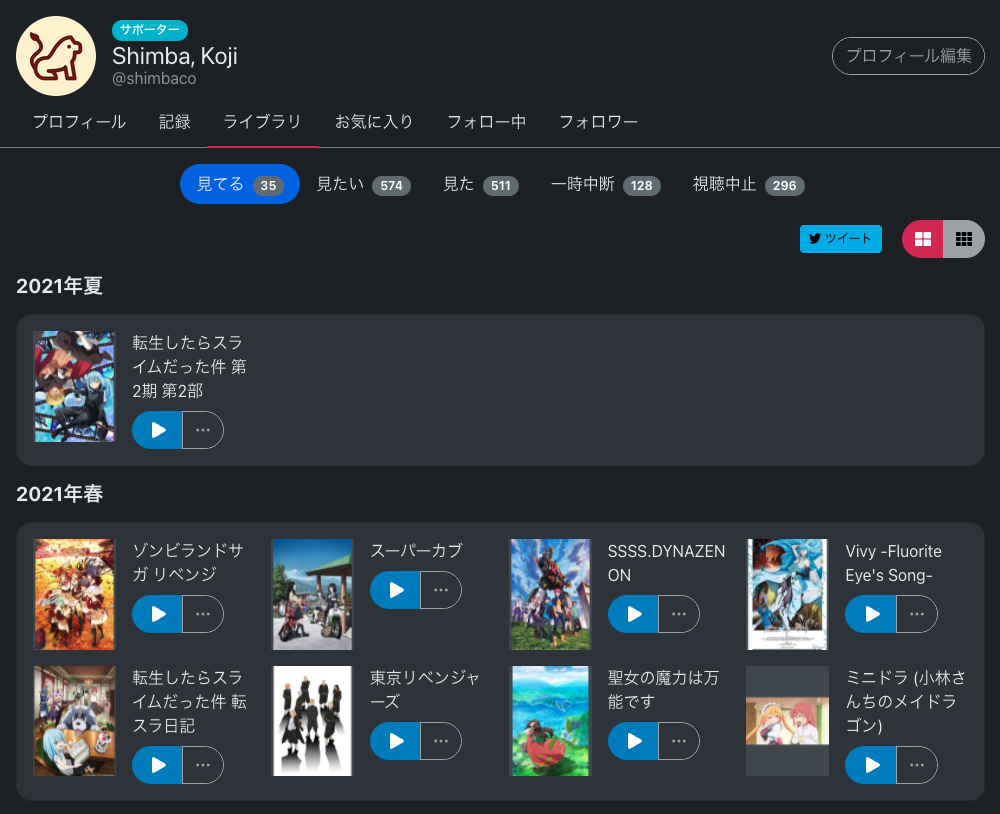 サポーター
Shimba, Koji
@shimbaco
プロフィール編集
プロフィール 記録 ライブラリ お気に入り フォロー中 フォロワー
見てる 35 見たい 574 見た 511 一時中断 128 視聴中止 296
ツイート
2021年夏
転生したらスラ
イムだった件 第
2期 第2部
2021年春
ゾンビランドサ
ガ リベンジ
スーパーカブ
SSSS.DYNAZEN
ON
Vivy -Fluorite
Eye's Song-
転生したらスラ
イムだった件 転
スラ日記
東京リベンジャ
ーズ
聖女の魔力は万
能です
ミニドラ (小林さ
んちのメイドラ
ゴン)